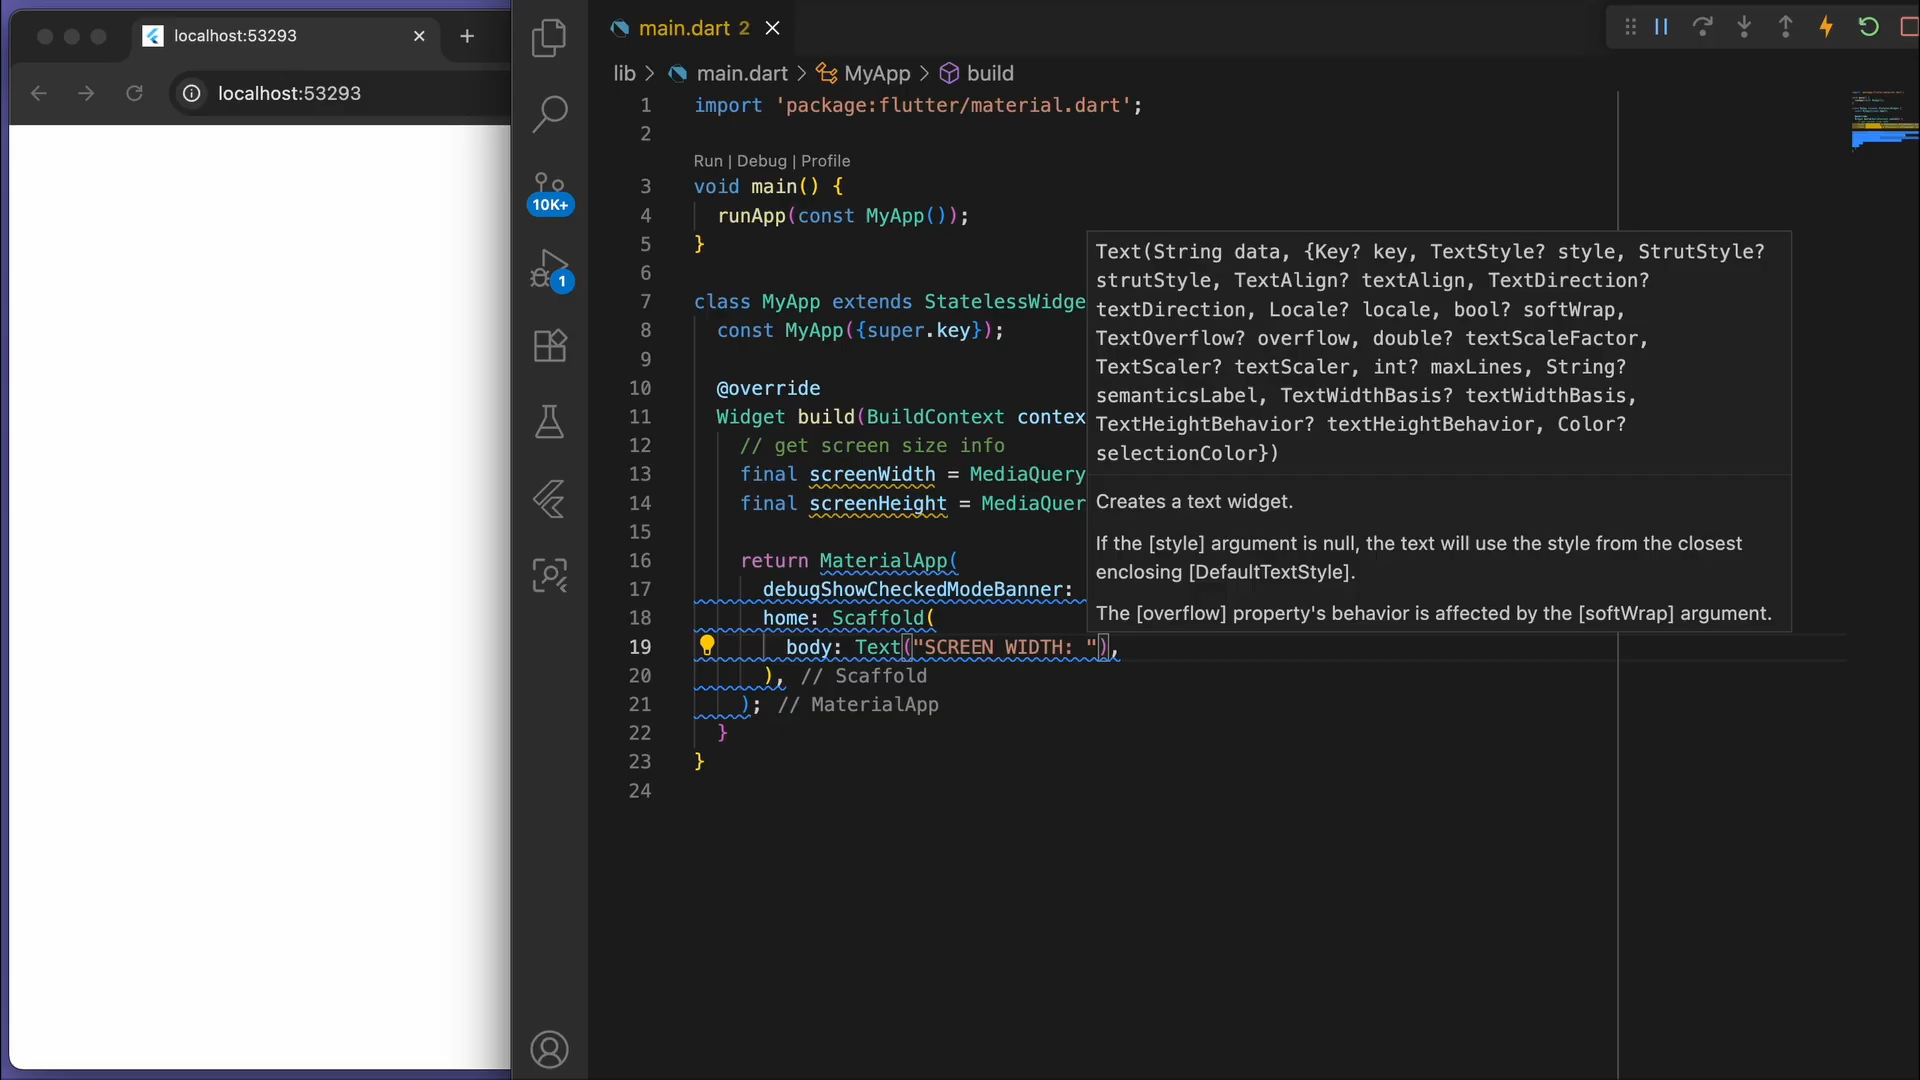 localhost:53293
localhost:53293
10K+
1
main.dart 2
lib > main.dart > MyApp > build
1 import 'package:flutter/material.dart';
2
Run | Debug | Profile
3 void main() {
4 runApp(const MyApp());
5 }
6
7 class MyApp extends StatelessWidge
8 const MyApp({super.key});
9
10 @override
11 Widget build(BuildContext contex
12 // get screen size info
13 final screenWidth = MediaQuery
14 final screenHeight = MediaQuer
15
16 return MaterialApp(
17 debugShowCheckedModeBanner:
18 home: Scaffold(
19 body: Text("SCREEN WIDTH: "),
20 ), // Scaffold
21 ); // MaterialApp
22 }
23 }
24
Text(String data, {Key? key, TextStyle? style, StrutStyle?
strutStyle, TextAlign? textAlign, TextDirection?
textDirection, Locale? locale, bool? softWrap,
TextOverflow? overflow, double? textScaleFactor,
TextScaler? textScaler, int? maxLines, String?
semanticsLabel, TextWidthBasis? textWidthBasis,
TextHeightBehavior? textHeightBehavior, Color?
selectionColor})
Creates a text widget.
If the [style] argument is null, the text will use the style from the closest
enclosing [DefaultTextStyle].
The [overflow] property's behavior is affected by the [softWrap] argument.